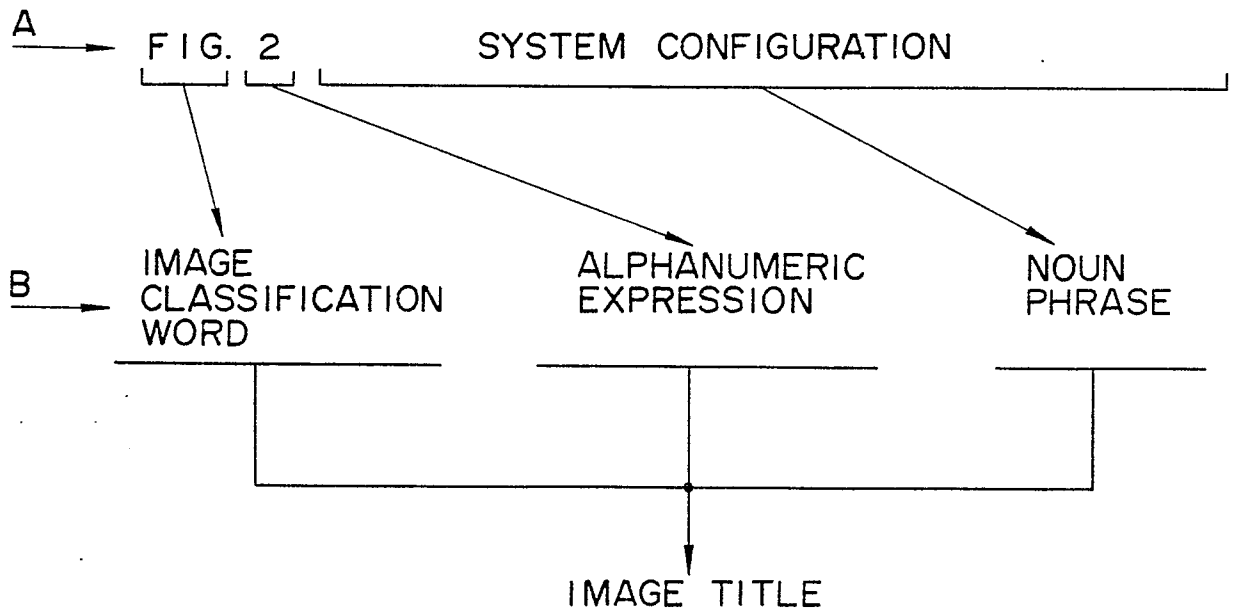 A
FIG. 2 SYSTEM CONFIGURATION
B
IMAGE
CLASSIFICATION
WORD
ALPHANUMERIC
EXPRESSION
NOUN
PHRASE
IMAGE TITLE